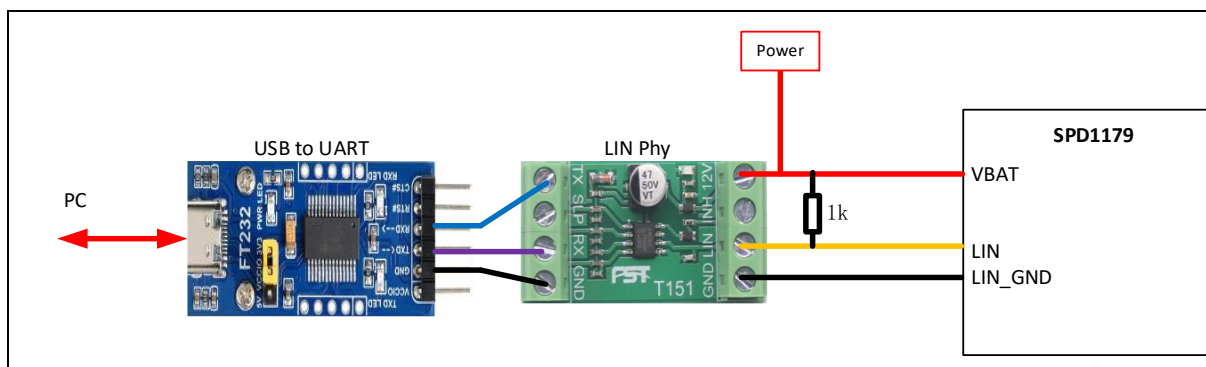 Power
SPD1179
USB to UART
LIN Phy
PC
VBAT
1k
LIN
LIN_GND
FT232
PWR LED
5V VCCIO 3V3
RXD LED
TXD LED
CTS#
RTS#
RXD<--
TXD<--
GND
VCCIO
TX
SLP
RX
GND
47
50V
VT
12V
INH
LIN
GND
PST
T151